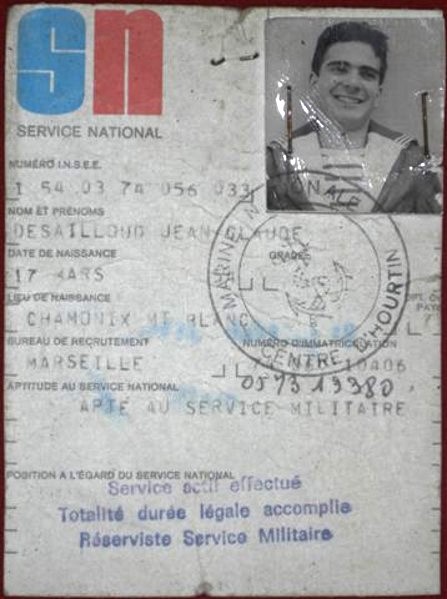 sn
SERVICE NATIONAL
NUMÉRO I.N.S.E.E.
1 54 03 74 056 033
NOM ET PRÉNOMS
DESAILLOUD JEAN-CLAUDE
DATE DE NAISSANCE
GRADE
17 MARS
LIEU DE NAISSANCE
CHAMONIX MT BLANC
BUREAU DE RECRUTEMENT
NUMÉRO D'IMMATRICULATION
MARSEILLE
10406
0573 19380
APTITUDE AU SERVICE NATIONAL
APTE AU SERVICE MILITAIRE
POSITION A L'ÉGARD DU SERVICE NATIONAL
Service actif effectué
Totalité durée légale accomplie
Réserviste Service Militaire
MARINE NATIONALE
CENTRE D'HOURTIN